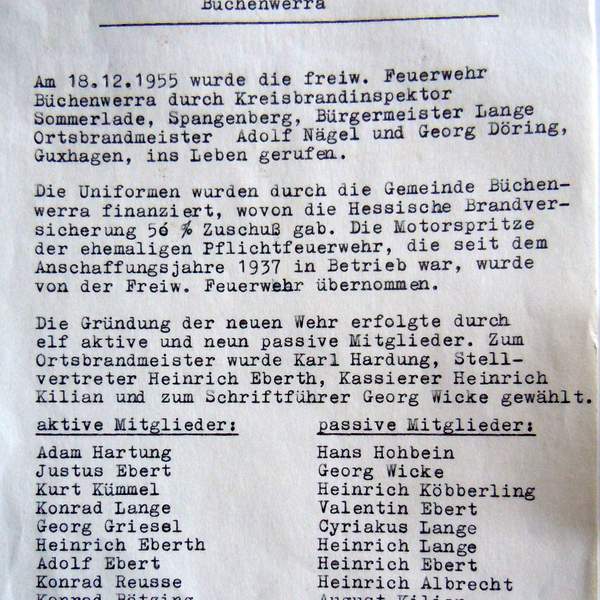 Büchenwerra
Am 18.12.1955 wurde die freiw. Feuerwehr
Büchenwerra durch Kreisbrandinspektor
Sommerlade, Spangenberg, Bürgermeister Lange
Ortsbrandmeister Adolf Nägel und Georg Döring,
Guxhagen, ins Leben gerufen.
Die Uniformen wurden durch die Gemeinde Büchen-
werra finanziert, wovon die Hessische Brandver-
sicherung % Zuschuß gab. Die Motorspritze
der ehemaligen Pflichtfeuerwehr, die seit dem
Anschaffungsjahre 1937 in Betrieb war, wurde
von der Freiw. Feuerwehr übernommen.
Die Gründung der neuen Wehr erfolgte durch
elf aktive und neun passive Mitglieder. Zum
Ortsbrandmeister wurde Karl Hardung, Stell-
vertreter Heinrich Eberth, Kassierer Heinrich
Kilian und zum Schriftführer Georg Wicke gewählt.
aktive Mitglieder: passive Mitglieder:
Adam Hartung Hans Hohbein
Justus Ebert Georg Wicke
Kurt Kümmel Heinrich Köbberling
Konrad Lange Valentin Ebert
Georg Griesel Cyriakus Lange
Heinrich Eberth Heinrich Lange
Adolf Ebert Heinrich Ebert
Konrad Reusse Heinrich Albrecht
Konrad Bötzing August Kilian